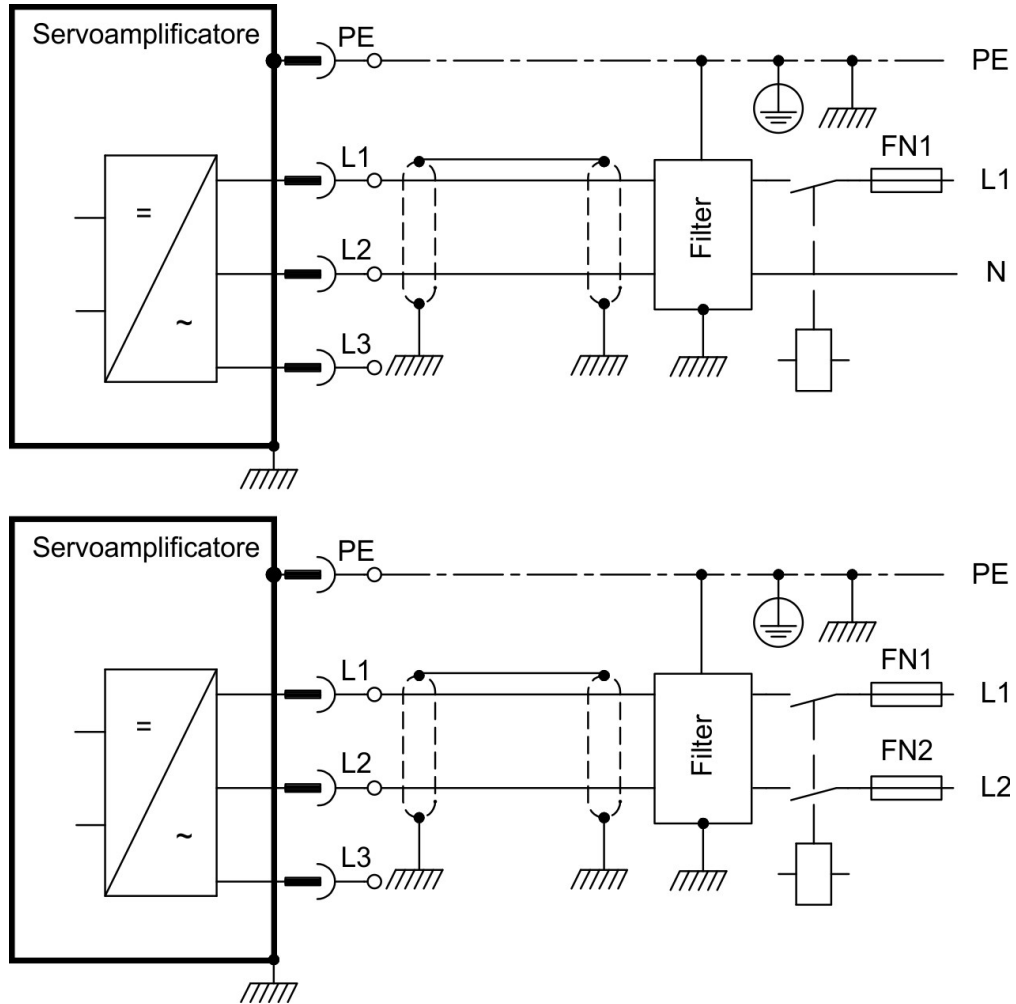 Servoamplificatore
PE
PE
L1
FN1
L1
=
Filter
L2
N
~
L3
Servoamplificatore
PE
PE
L1
FN1
L1
=
Filter
L2
FN2
L2
~
L3